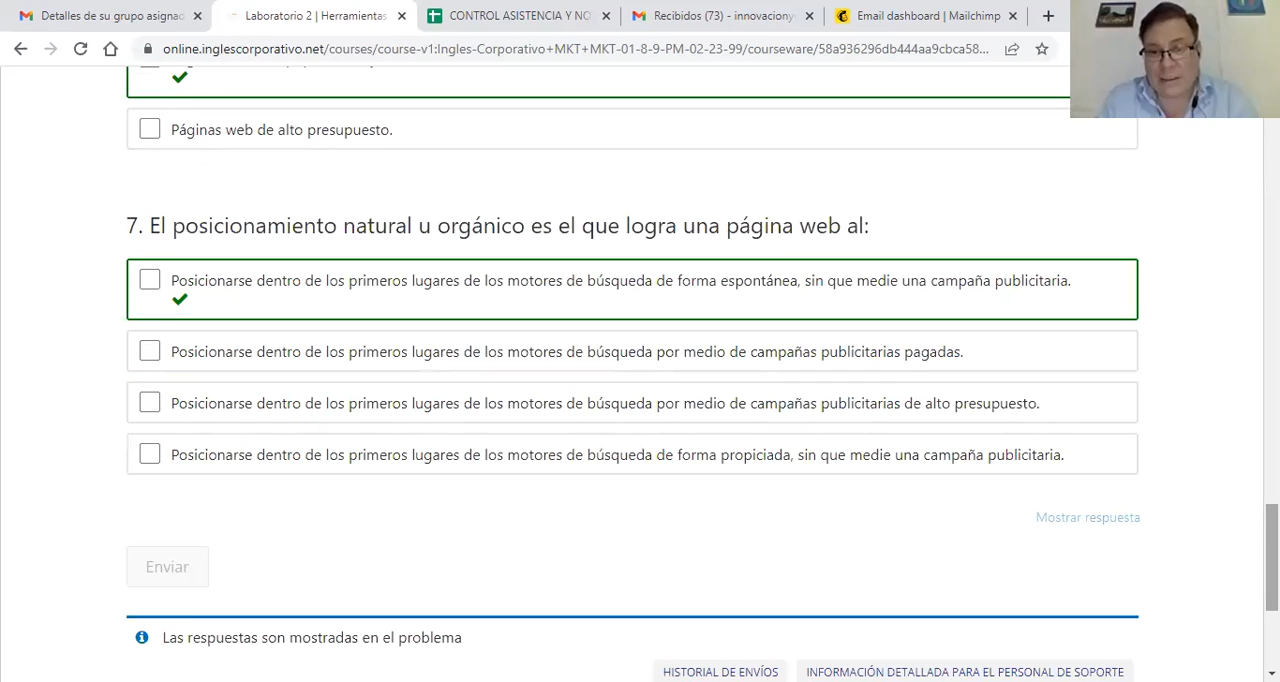 Detalles de su grupo asignad
Laboratorio 2 | Herramientas
CONTROL ASISTENCIA Y NO
Recibidos (73) - innovaciony
Email dashboard | Mailchimp
online.inglescorporativo.net/courses/course-v1:Ingles-Corporativo+MKT+MKT-01-8-9-PM-02-23-99/courseware/58a936296db444aa9cbca58...
Páginas web de alto presupuesto.
7. El posicionamiento natural u orgánico es el que logra una página web al:
Posicionarse dentro de los primeros lugares de los motores de búsqueda de forma espontánea, sin que medie una campaña publicitaria.
Posicionarse dentro de los primeros lugares de los motores de búsqueda por medio de campañas publicitarias pagadas.
Posicionarse dentro de los primeros lugares de los motores de búsqueda por medio de campañas publicitarias de alto presupuesto.
Posicionarse dentro de los primeros lugares de los motores de búsqueda de forma propiciada, sin que medie una campaña publicitaria.
Mostrar respuesta
Enviar
Las respuestas son mostradas en el problema
HISTORIAL DE ENVÍOS
INFORMACIÓN DETALLADA PARA EL PERSONAL DE SOPORTE